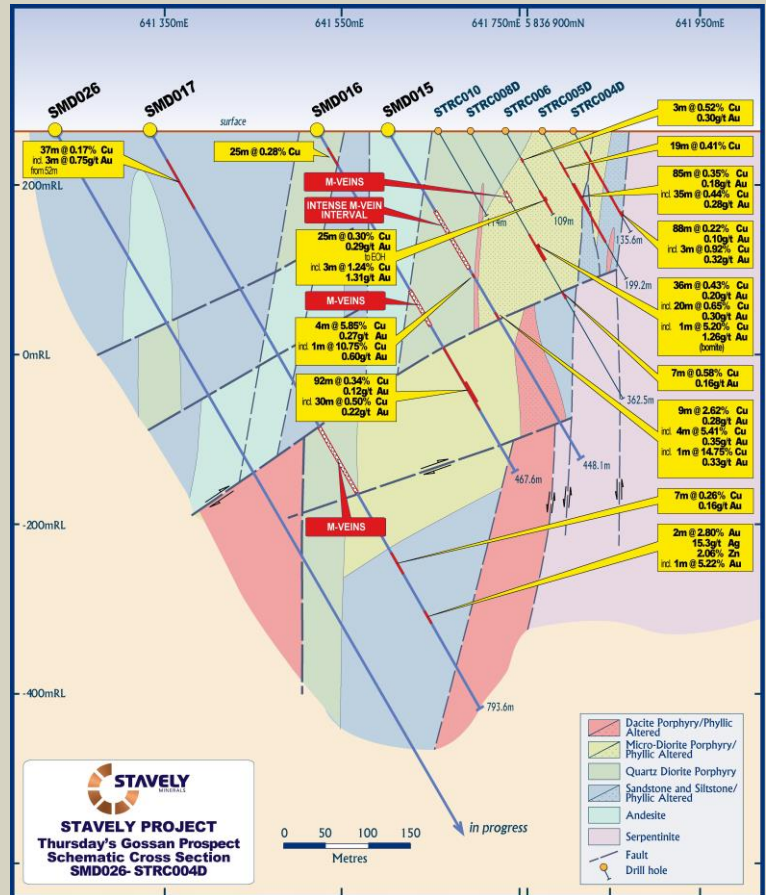 641 350mE
641 550mE
641 750mE 5 836 900mN
641 950mE
SMD026
SMD017
SMD016
SMD015
STRC010
STRC008D
STRC006
STRC005D
STRC004D
surface
37m @ 0.17% Cu
incl. 3m @ 0.75g/t Au
from 52m
25m @ 0.28% Cu
3m @ 0.52% Cu
0.30g/t Au
19m @ 0.41% Cu
200mRL
M-VEINS
INTENSE M-VEIN
INTERVAL
85m @ 0.35% Cu
0.18g/t Au
incl. 35m @ 0.44% Cu
0.28g/t Au
114m
109m
135.6m
199.2m
25m @ 0.30% Cu
0.29g/t Au
to EOH
incl. 3m @ 1.24% Cu
1.31g/t Au
88m @ 0.22% Cu
0.10g/t Au
incl. 3m @ 0.92% Cu
0.32g/t Au
M-VEINS
36m @ 0.43% Cu
0.20g/t Au
incl. 20m @ 0.65% Cu
0.30g/t Au
incl. 1m @ 5.20% Cu
1.26g/t Au
(bornite)
4m @ 5.85% Cu
0.27g/t Au
incl. 1m @ 10.75% Cu
0.60g/t Au
0mRL
7m @ 0.58% Cu
0.16g/t Au
92m @ 0.34% Cu
0.12g/t Au
incl. 30m @ 0.50% Cu
0.22g/t Au
362.5m
9m @ 2.62% Cu
0.28g/t Au
incl. 4m @ 5.41% Cu
0.35g/t Au
incl. 1m @ 14.75% Cu
0.33g/t Au
448.1m
467.6m
-200mRL
M-VEINS
7m @ 0.26% Cu
0.16g/t Au
2m @ 2.80% Au
15.3g/t Ag
2.06% Zn
incl. 1m @ 5.22% Au
-400mRL
793.6m
in progress
STAVELY
MINERALS
STAVELY PROJECT
Thursday's Gossan Prospect
Schematic Cross Section
SMD026- STRC004D
0 50 100 150
Metres
Dacite Porphyry/Phyllic
Altered
Micro-Diorite Porphyry/
Phyllic Altered
Quartz Diorite Porphyry
Sandstone and Siltstone/
Phyllic Altered
Andesite
Serpentinite
Fault
Drill hole